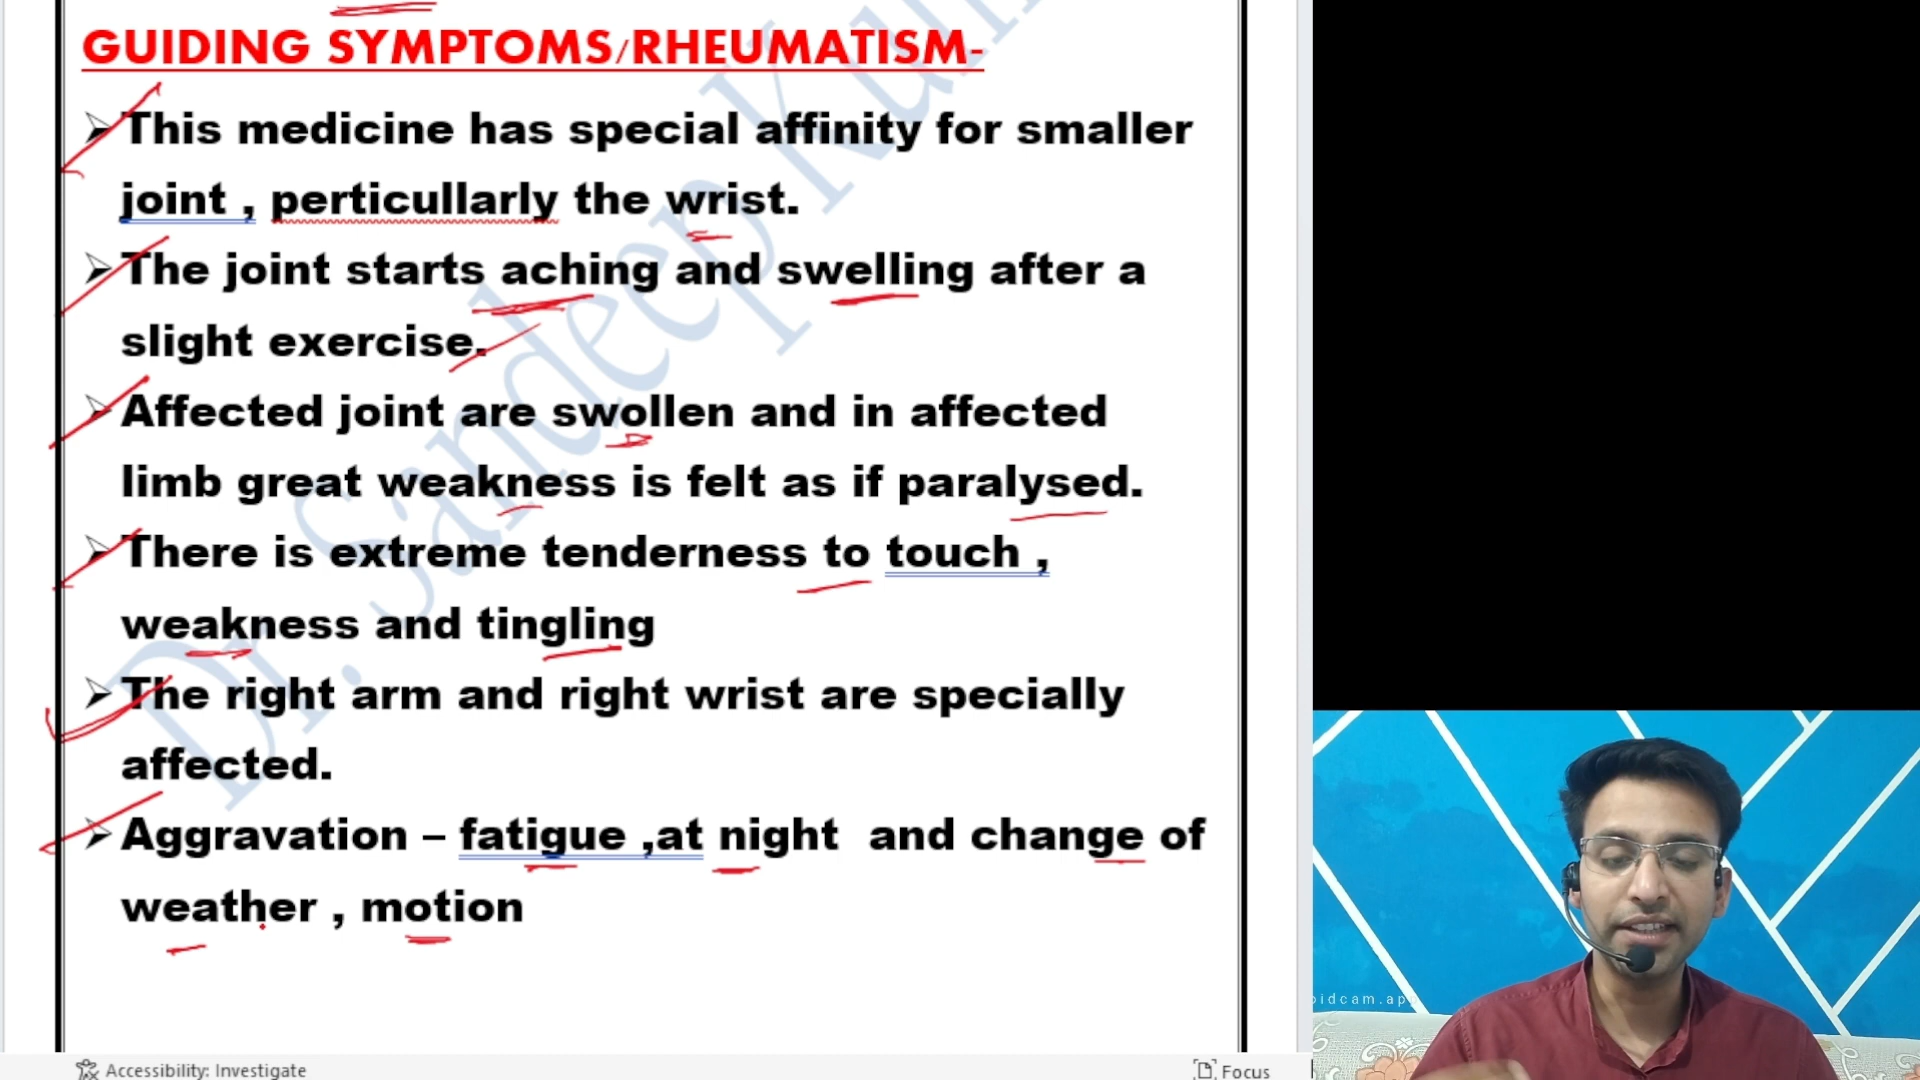 GUIDING SYMPTOMS/RHEUMATISM-
This medicine has special affinity for smaller
joint , perticullarly the wrist.
The joint starts aching and swelling after a
slight exercise.
Affected joint are swollen and in affected
limb great weakness is felt as if paralysed.
There is extreme tenderness to touch ,
weakness and tingling
The right arm and right wrist are specially
affected.
Aggravation – fatigue ,at night and change of
weather , motion
Dr. Sandeep
Accessibility: Investigate
Focus